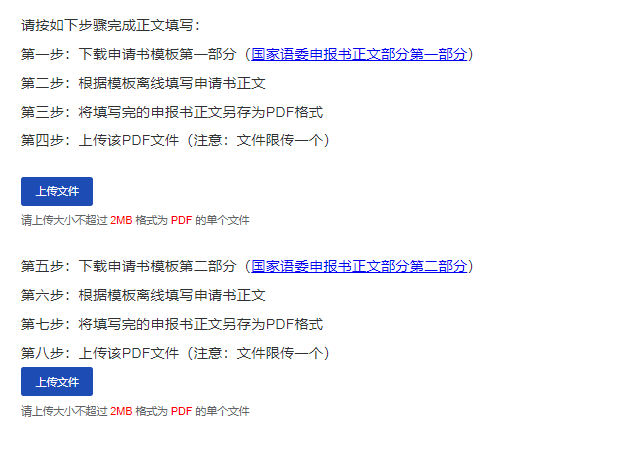 请按如下步骤完成正文填写：
第一步：下载申请书模板第一部分（国家语委申报书正文部分第一部分）
第二步：根据模板离线填写申请书正文
第三步：将填写完的申报书正文另存为PDF格式
第四步：上传该PDF文件（注意：文件限传一个）
上传文件
请上传大小不超过 2MB 格式为 PDF 的单个文件
第五步：下载申请书模板第二部分（国家语委申报书正文部分第二部分）
第六步：根据模板离线填写申请书正文
第七步：将填写完的申报书正文另存为PDF格式
第八步：上传该PDF文件（注意：文件限传一个）
上传文件
请上传大小不超过 2MB 格式为 PDF 的单个文件